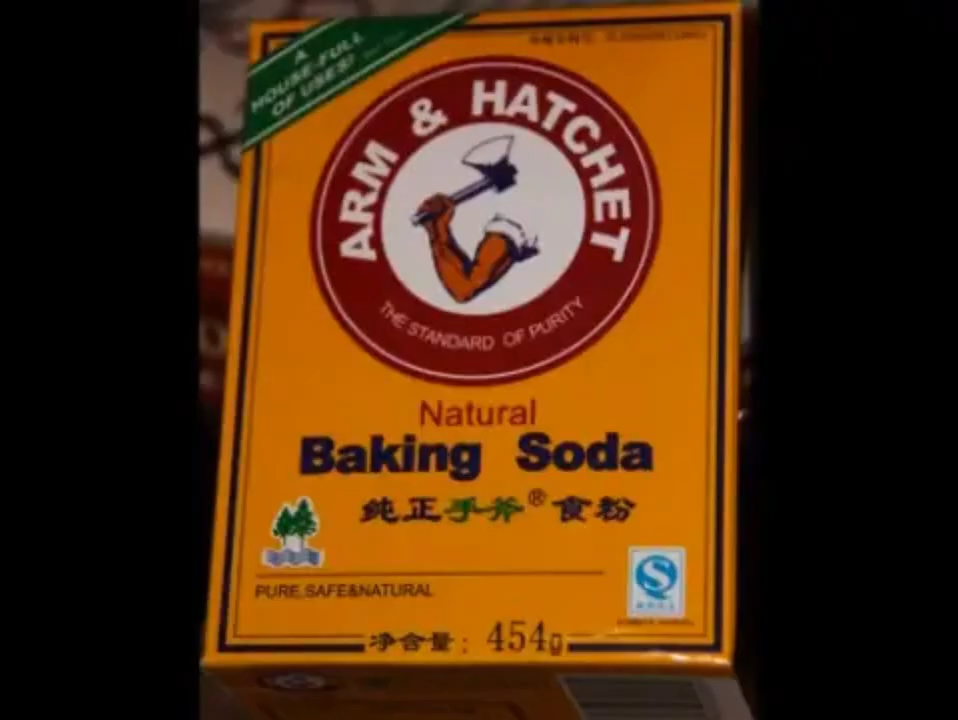 A
HOUSE-FULL
OF USES!
ARM & HATCHET
THE STANDARD OF PURITY
Natural
Baking Soda
纯正手斧®食粉
PURE,SAFE&NATURAL
净含量：454g